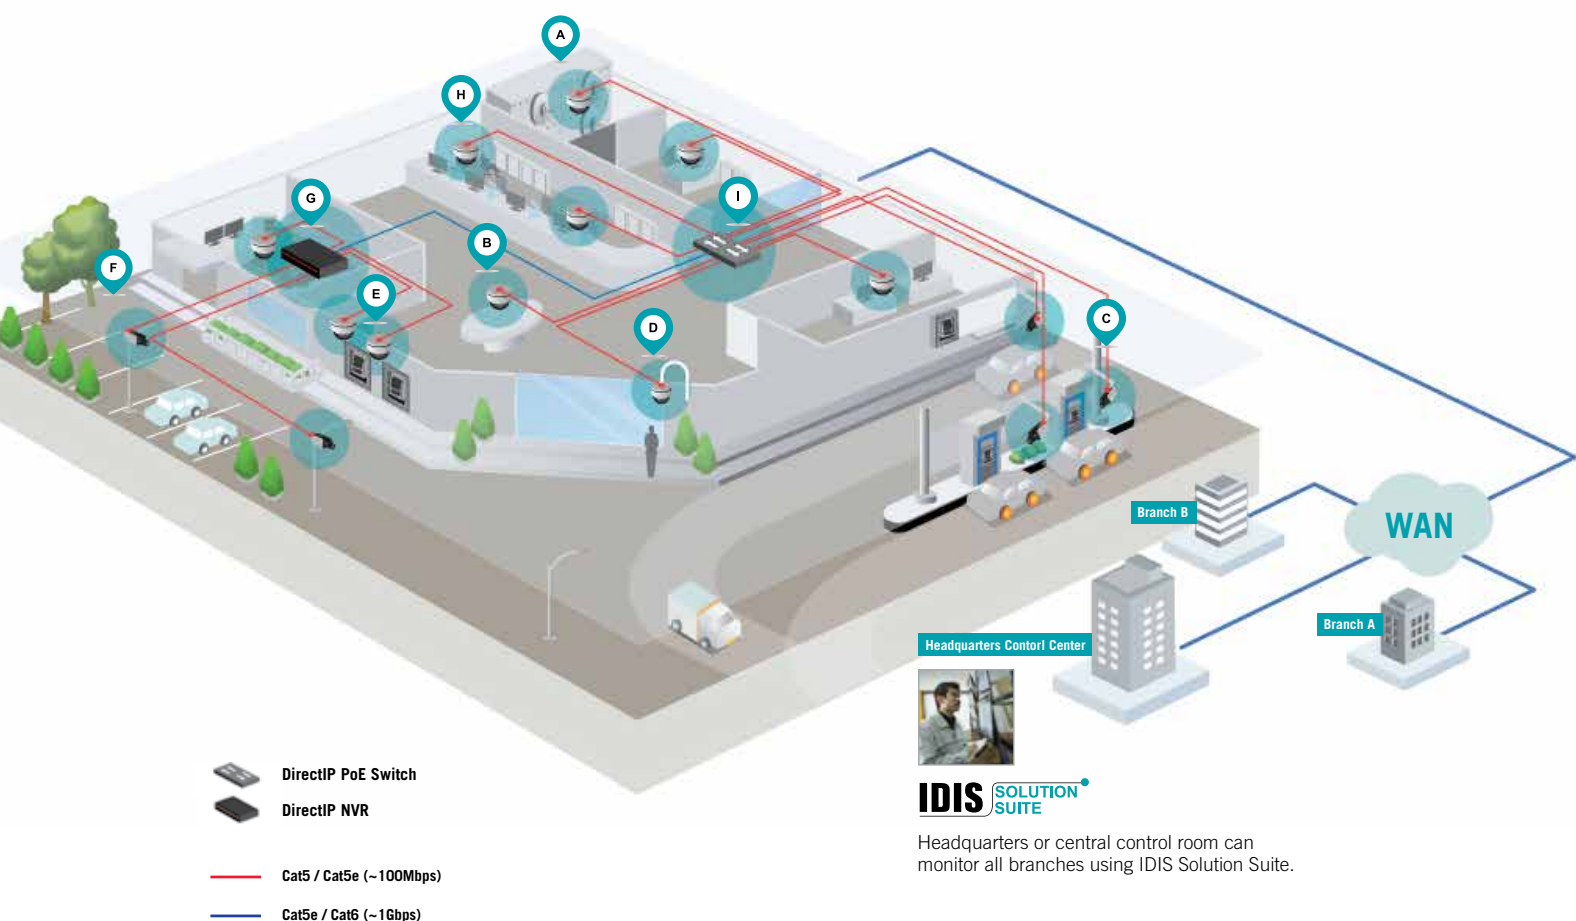 A
H
I
G
B
F
E
D
C
Branch B
WAN
Branch A
Headquarters Contorl Center
DirectIP PoE Switch
DirectIP NVR
Cat5 / Cat5e (~100Mbps)
Cat5e / Cat6 (~1Gbps)
IDIS SOLUTION
SUITE
Headquarters or central control room can
monitor all branches using IDIS Solution Suite.